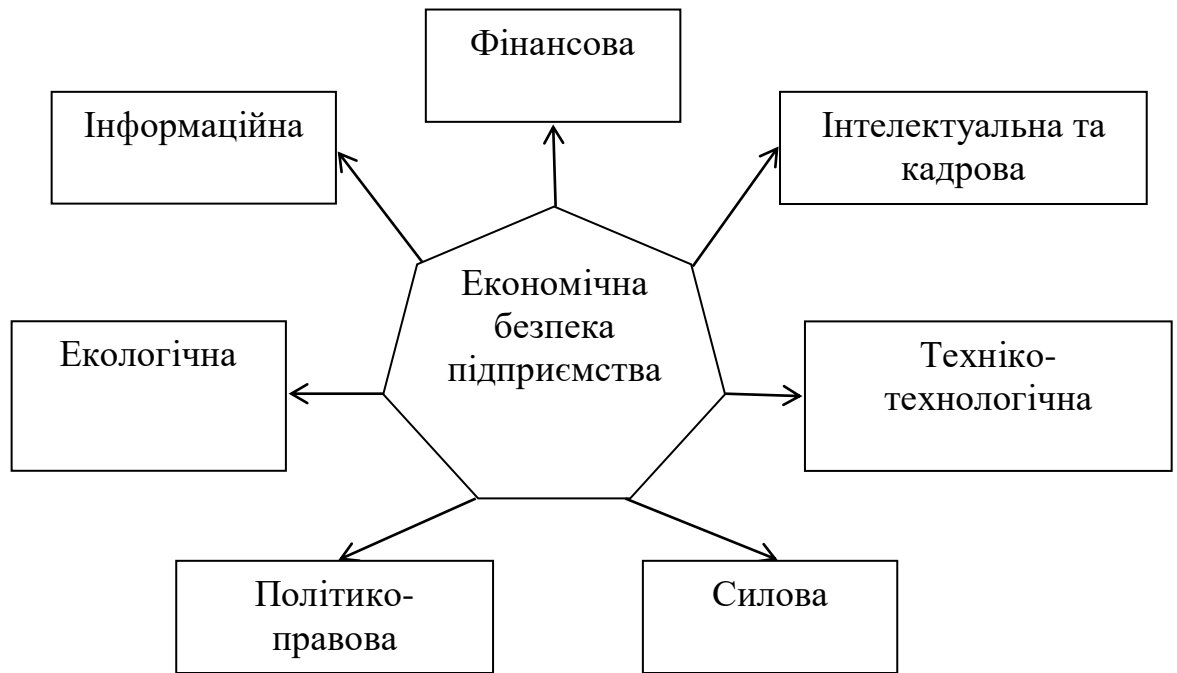 Фінансова
Інформаційна
Інтелектуальна та
кадрова
Економічна
безпека
підприємства
Екологічна
Техніко-
технологічна
Політико-
правова
Силова